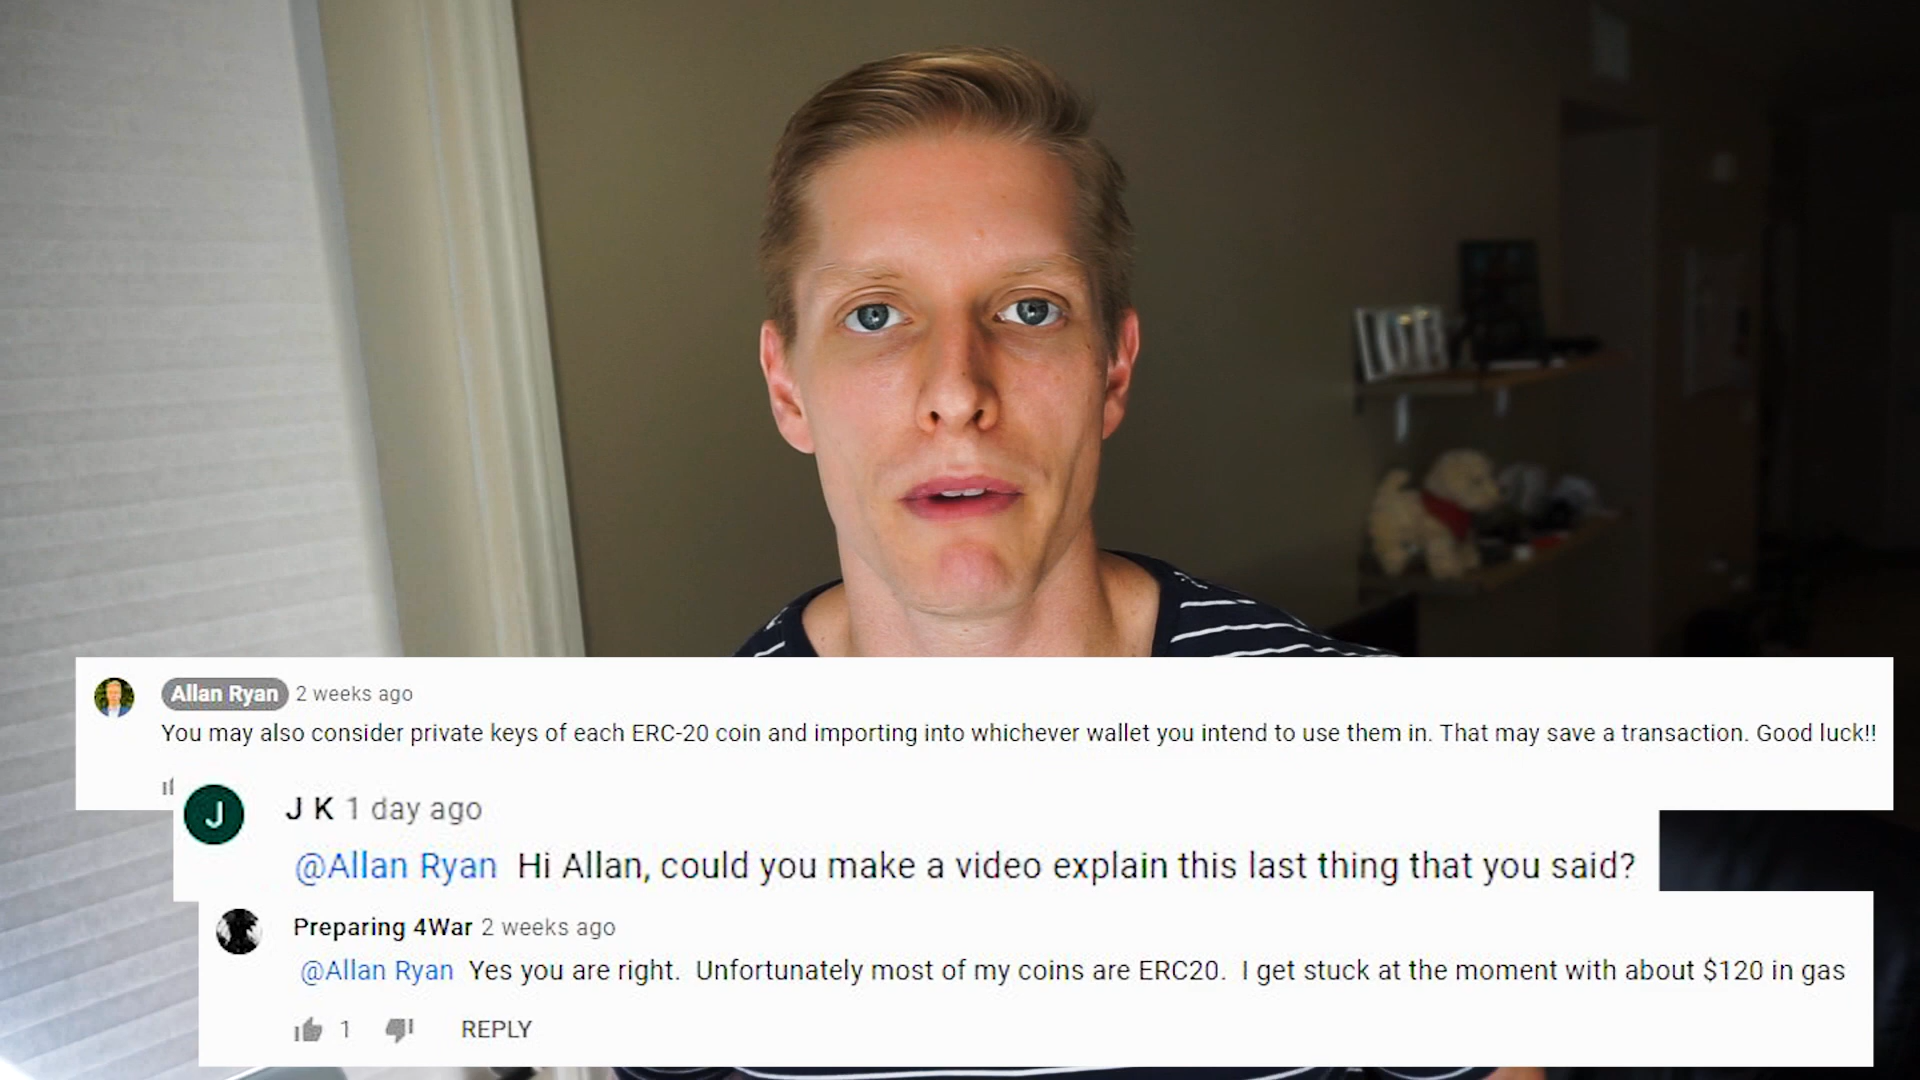 Allan Ryan 2 weeks ago
You may also consider private keys of each ERC-20 coin and importing into whichever wallet you intend to use them in. That may save a transaction. Good luck!!
J
J K 1 day ago
@Allan Ryan Hi Allan, could you make a video explain this last thing that you said?
Preparing 4War 2 weeks ago
@Allan Ryan Yes you are right. Unfortunately most of my coins are ERC20. I get stuck at the moment with about $120 in gas
1 REPLY